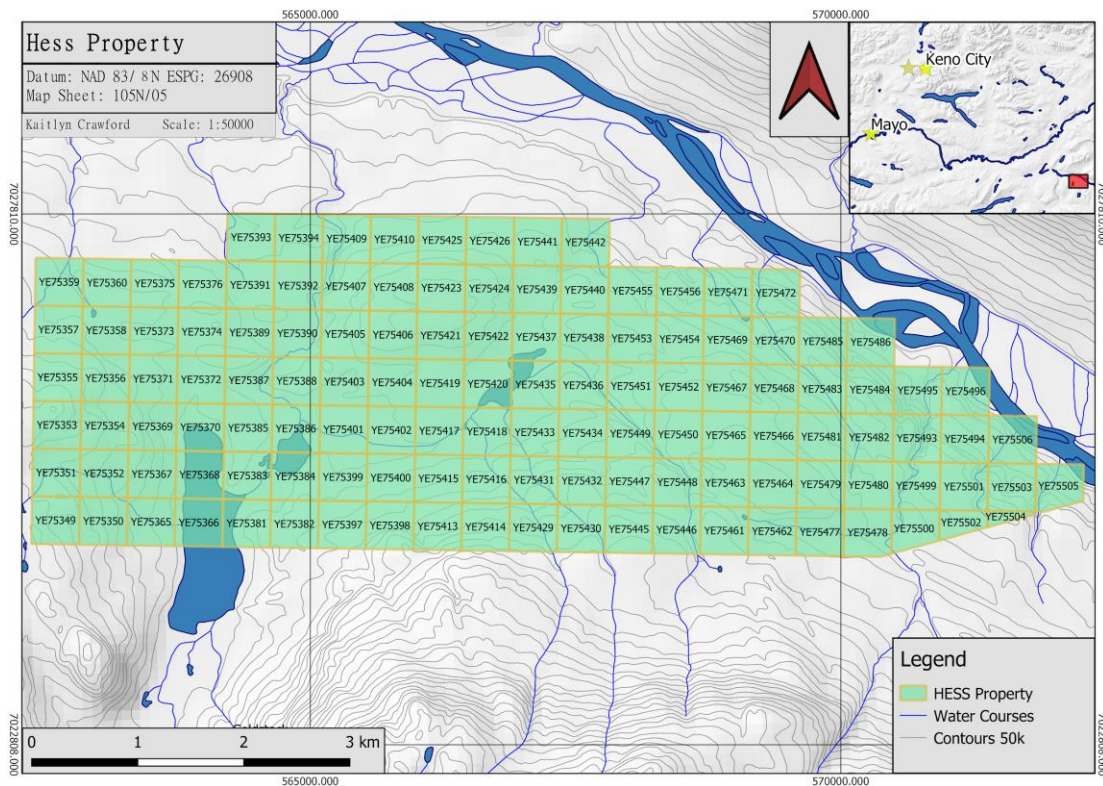 565000.000 570000.000
Hess Property
Datum: NAD 83/ 8N ESPG: 26908
Map Sheet: 105N/05
Kaitlyn Crawford Scale: 1:50000
Keno City
Mayo
7027810.000 7027810.000
YE75393 YE75394 YE75409 YE75410 YE75425 YE75426 YE75441 YE75442
YE75359 YE75360 YE75375 YE75376 YE75391 YE75392 YE75407 YE75408 YE75423 YE75424 YE75439 YE75440 YE75455 YE75456 YE75471 YE75472
YE75357 YE75358 YE75373 YE75374 YE75389 YE75390 YE75405 YE75406 YE75421 YE75422 YE75437 YE75438 YE75453 YE75454 YE75469 YE75470 YE75485 YE75486
YE75355 YE75356 YE75371 YE75372 YE75387 YE75388 YE75403 YE75404 YE75419 YE75420 YE75435 YE75436 YE75451 YE75452 YE75467 YE75468 YE75483 YE75484 YE75495 YE75496
YE75353 YE75354 YE75369 YE75370 YE75385 YE75386 YE75401 YE75402 YE75417 YE75418 YE75433 YE75434 YE75449 YE75450 YE75465 YE75466 YE75481 YE75482 YE75493 YE75494 YE75506
YE75351 YE75352 YE75367 YE75368 YE75383 YE75384 YE75399 YE75400 YE75415 YE75416 YE75431 YE75432 YE75447 YE75448 YE75463 YE75464 YE75479 YE75480 YE75499 YE75501 YE75503 YE75505
YE75349 YE75350 YE75365 YE75366 YE75381 YE75382 YE75397 YE75398 YE75413 YE75414 YE75429 YE75430 YE75445 YE75446 YE75461 YE75462 YE75477 YE75478 YE75500 YE75502 YE75504
Legend
HESS Property
Water Courses
Contours 50k
0 1 2 3 km
7022808.000 7022808.000
565000.000 570000.000